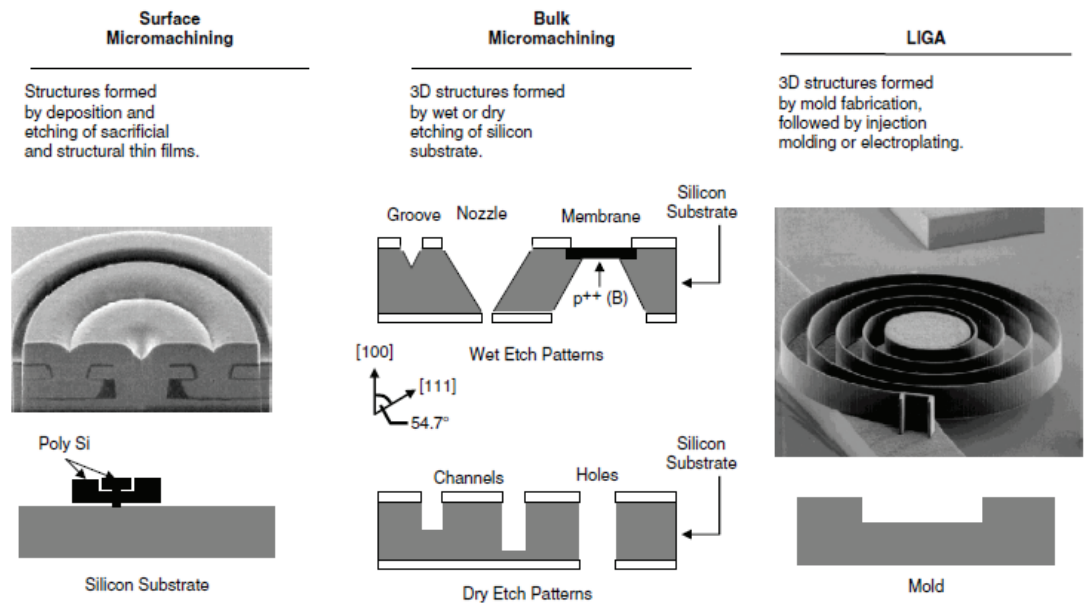 Surface
Micromachining
Structures formed
by deposition and
etching of sacrificial
and structural thin films.
Poly Si
Silicon Substrate
Bulk
Micromachining
3D structures formed
by wet or dry
etching of silicon
substrate.
Groove Nozzle Membrane
Silicon
Substrate
p++ (B)
Wet Etch Patterns
[100]
[111]
54.7°
Silicon
Substrate
Channels Holes
Dry Etch Patterns
LIGA
3D structures formed
by mold fabrication,
followed by injection
molding or electroplating.
Mold